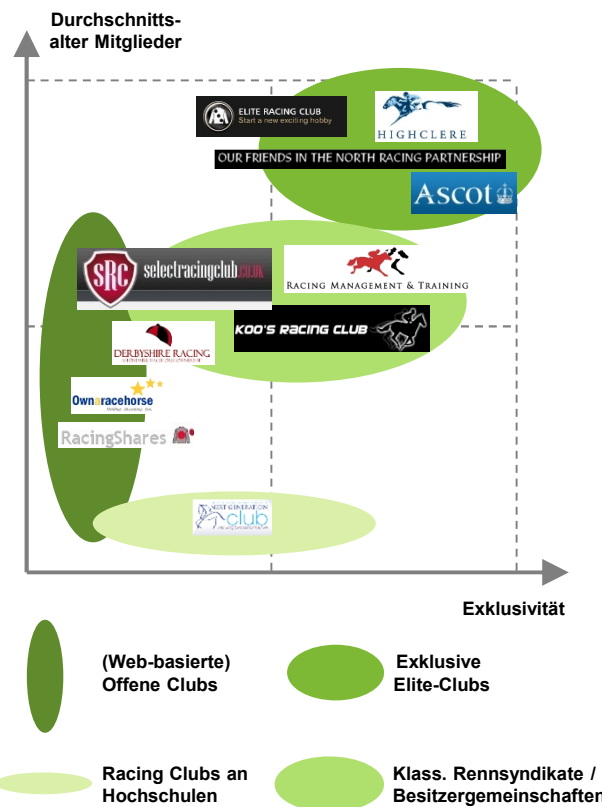 Durchschnitts-
alter Mitglieder
ELITE RACING CLUB
Start a new exciting hobby
HIGHCLERE
OUR FRIENDS IN THE NORTH RACING PARTNERSHIP
ASCOT
SRC
selectracingclub.co.uk
RACING MANAGEMENT & TRAINING
KOO'S RACING CLUB
DERBYSHIRE RACING
Ownaracehorse
RacingShares
NEXT GENERATION
club
Exklusivität
(Web-basierte)
Offene Clubs
Exklusive
Elite-Clubs
Racing Clubs an
Hochschulen
Klass. Rennsyndikate /
Besitzergemeinschaften